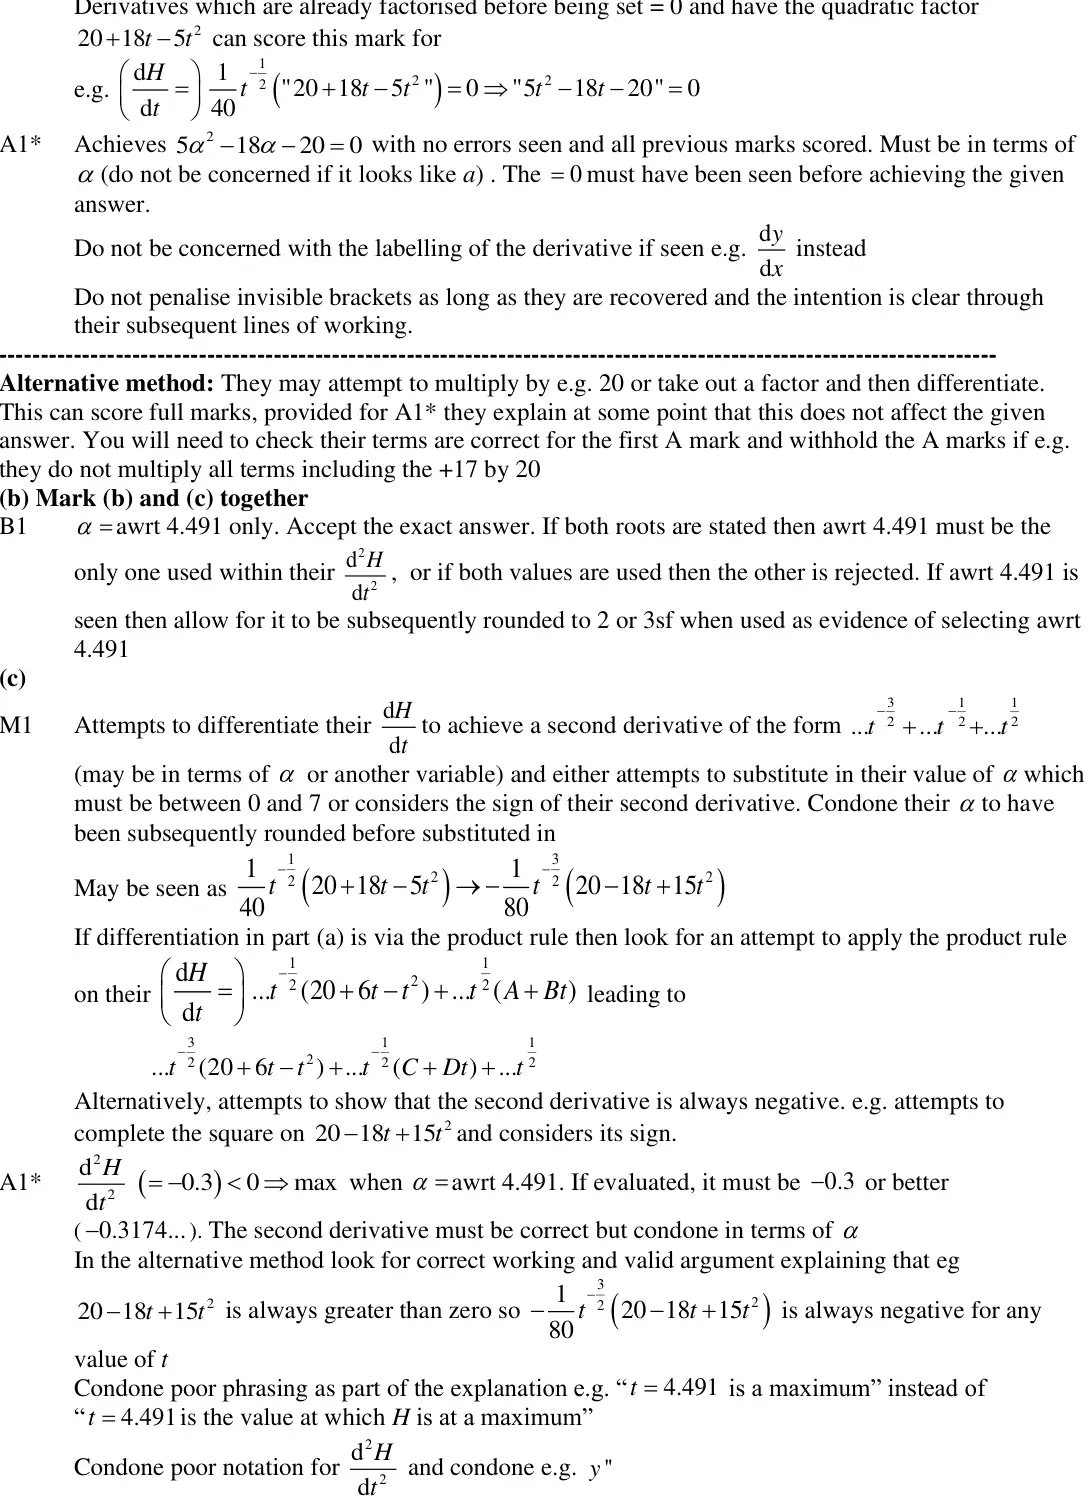 Derivatives which are already factorised before being set = 0 and have the quadratic factor
20+18t−5t² can score this mark for
e.g. (dH/dt =) 1/40 t^(−1/2) ("20+18t−5t²") = 0 ⇒ "5t²−18t−20" = 0
A1* Achieves 5α²−18α−20 = 0 with no errors seen and all previous marks scored. Must be in terms of
α (do not be concerned if it looks like a) . The = 0 must have been seen before achieving the given
answer.
Do not be concerned with the labelling of the derivative if seen e.g. dy/dx instead
Do not penalise invisible brackets as long as they are recovered and the intention is clear through
their subsequent lines of working.
------------------------------------------------------------------------------------------------------------------------
Alternative method: They may attempt to multiply by e.g. 20 or take out a factor and then differentiate.
This can score full marks, provided for A1* they explain at some point that this does not affect the given
answer. You will need to check their terms are correct for the first A mark and withhold the A marks if e.g.
they do not multiply all terms including the +17 by 20
(b) Mark (b) and (c) together
B1 α = awrt 4.491 only. Accept the exact answer. If both roots are stated then awrt 4.491 must be the
only one used within their d²H/dt², or if both values are used then the other is rejected. If awrt 4.491 is
seen then allow for it to be subsequently rounded to 2 or 3sf when used as evidence of selecting awrt
4.491
(c)
M1 Attempts to differentiate their dH/dt to achieve a second derivative of the form ...t^(−3/2) + ...t^(−1/2) + ...t^(1/2)
(may be in terms of α or another variable) and either attempts to substitute in their value of α which
must be between 0 and 7 or considers the sign of their second derivative. Condone their α to have
been subsequently rounded before substituted in
May be seen as 1/40 t^(−1/2) (20+18t−5t²) → −1/80 t^(−3/2) (20−18t+15t²)
If differentiation in part (a) is via the product rule then look for an attempt to apply the product rule
on their (dH/dt =) ...t^(−1/2) (20+6t−t²) + ...t^(1/2) (A+Bt) leading to
...t^(−3/2) (20+6t−t²) + ...t^(−1/2) (C+Dt) + ...t^(1/2)
Alternatively, attempts to show that the second derivative is always negative. e.g. attempts to
complete the square on 20−18t+15t² and considers its sign.
A1* d²H/dt² (= −0.3) < 0 ⇒ max when α = awrt 4.491. If evaluated, it must be −0.3 or better
(−0.3174...). The second derivative must be correct but condone in terms of α
In the alternative method look for correct working and valid argument explaining that eg
20−18t+15t² is always greater than zero so −1/80 t^(−3/2) (20−18t+15t²) is always negative for any
value of t
Condone poor phrasing as part of the explanation e.g. “t = 4.491 is a maximum” instead of
“t = 4.491 is the value at which H is at a maximum”
Condone poor notation for d²H/dt² and condone e.g. y"